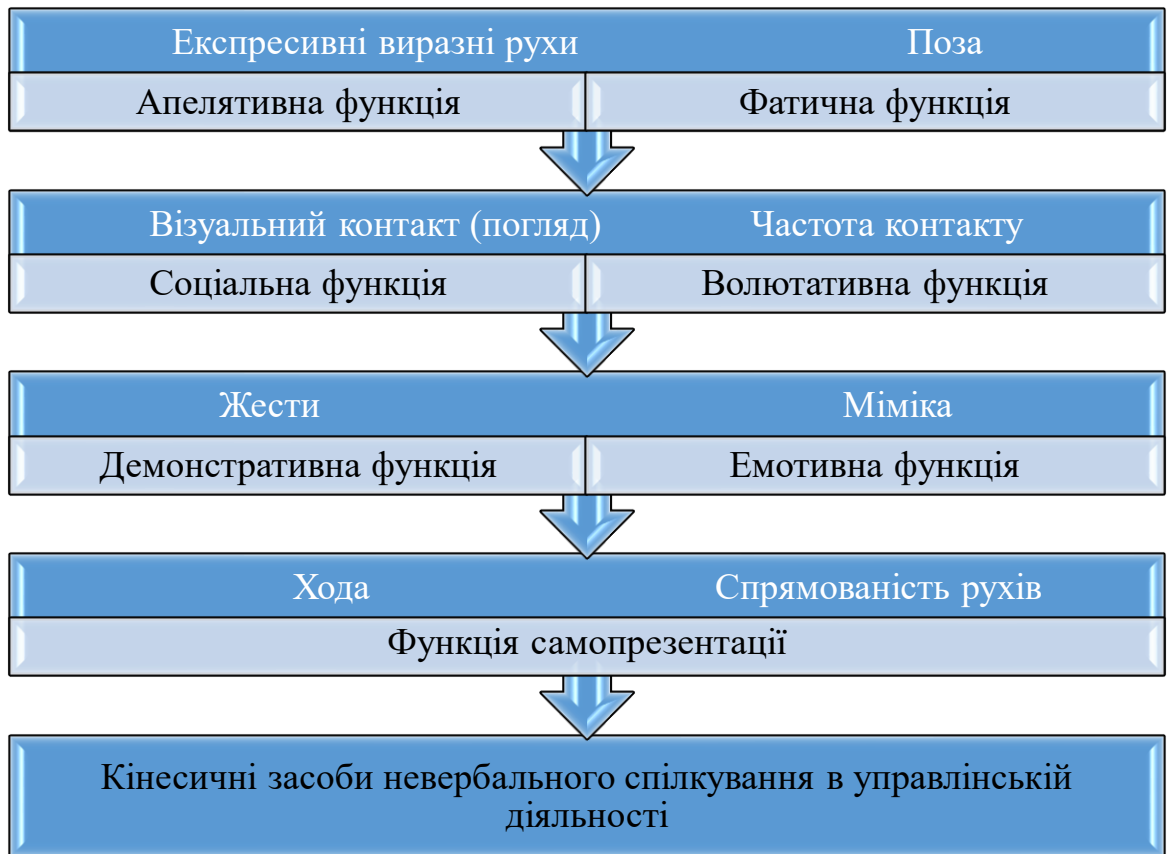 Експресивні виразні рухи Поза
Апелятивна функція Фатична функція
Візуальний контакт (погляд) Частота контакту
Соціальна функція Волютативна функція
Жести Міміка
Демонстративна функція Емотивна функція
Хода Спрямованість рухів
Функція самопрезентації
Кінесичні засоби невербального спілкування в управлінській
діяльності